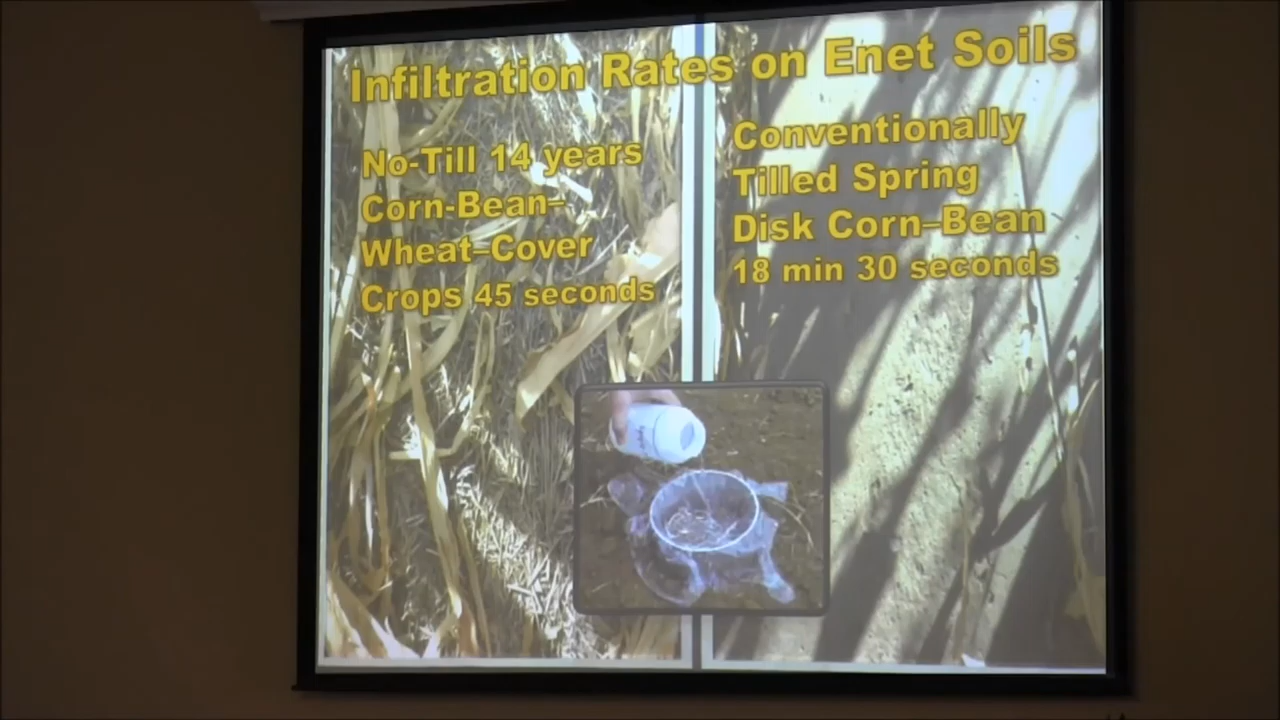 Infiltration Rates on Enet Soils
No-Till 14 years
Corn-Bean–
Wheat–Cover
Crops 45 seconds
Conventionally
Tilled Spring
Disk Corn–Bean
18 min 30 seconds